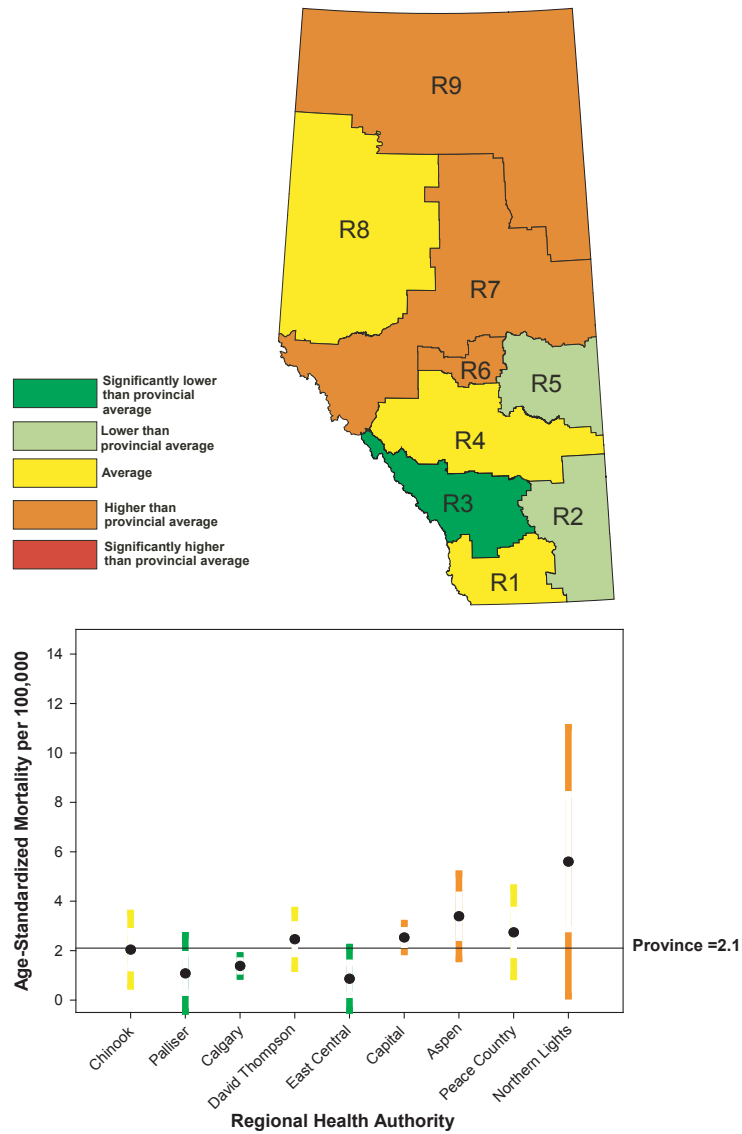 R9
R8
R7
R6
R5
R4
R3
R2
R1
Significantly lower
than provincial
average
Lower than
provincial average
Average
Higher than
provincial average
Significantly higher
than provincial average
Age-Standardized Mortality per 100,000
14
12
10
8
6
4
2
0
Province =2.1
Chinook
Palliser
Calgary
David Thompson
East Central
Capital
Aspen
Peace Country
Northern Lights
Regional Health Authority